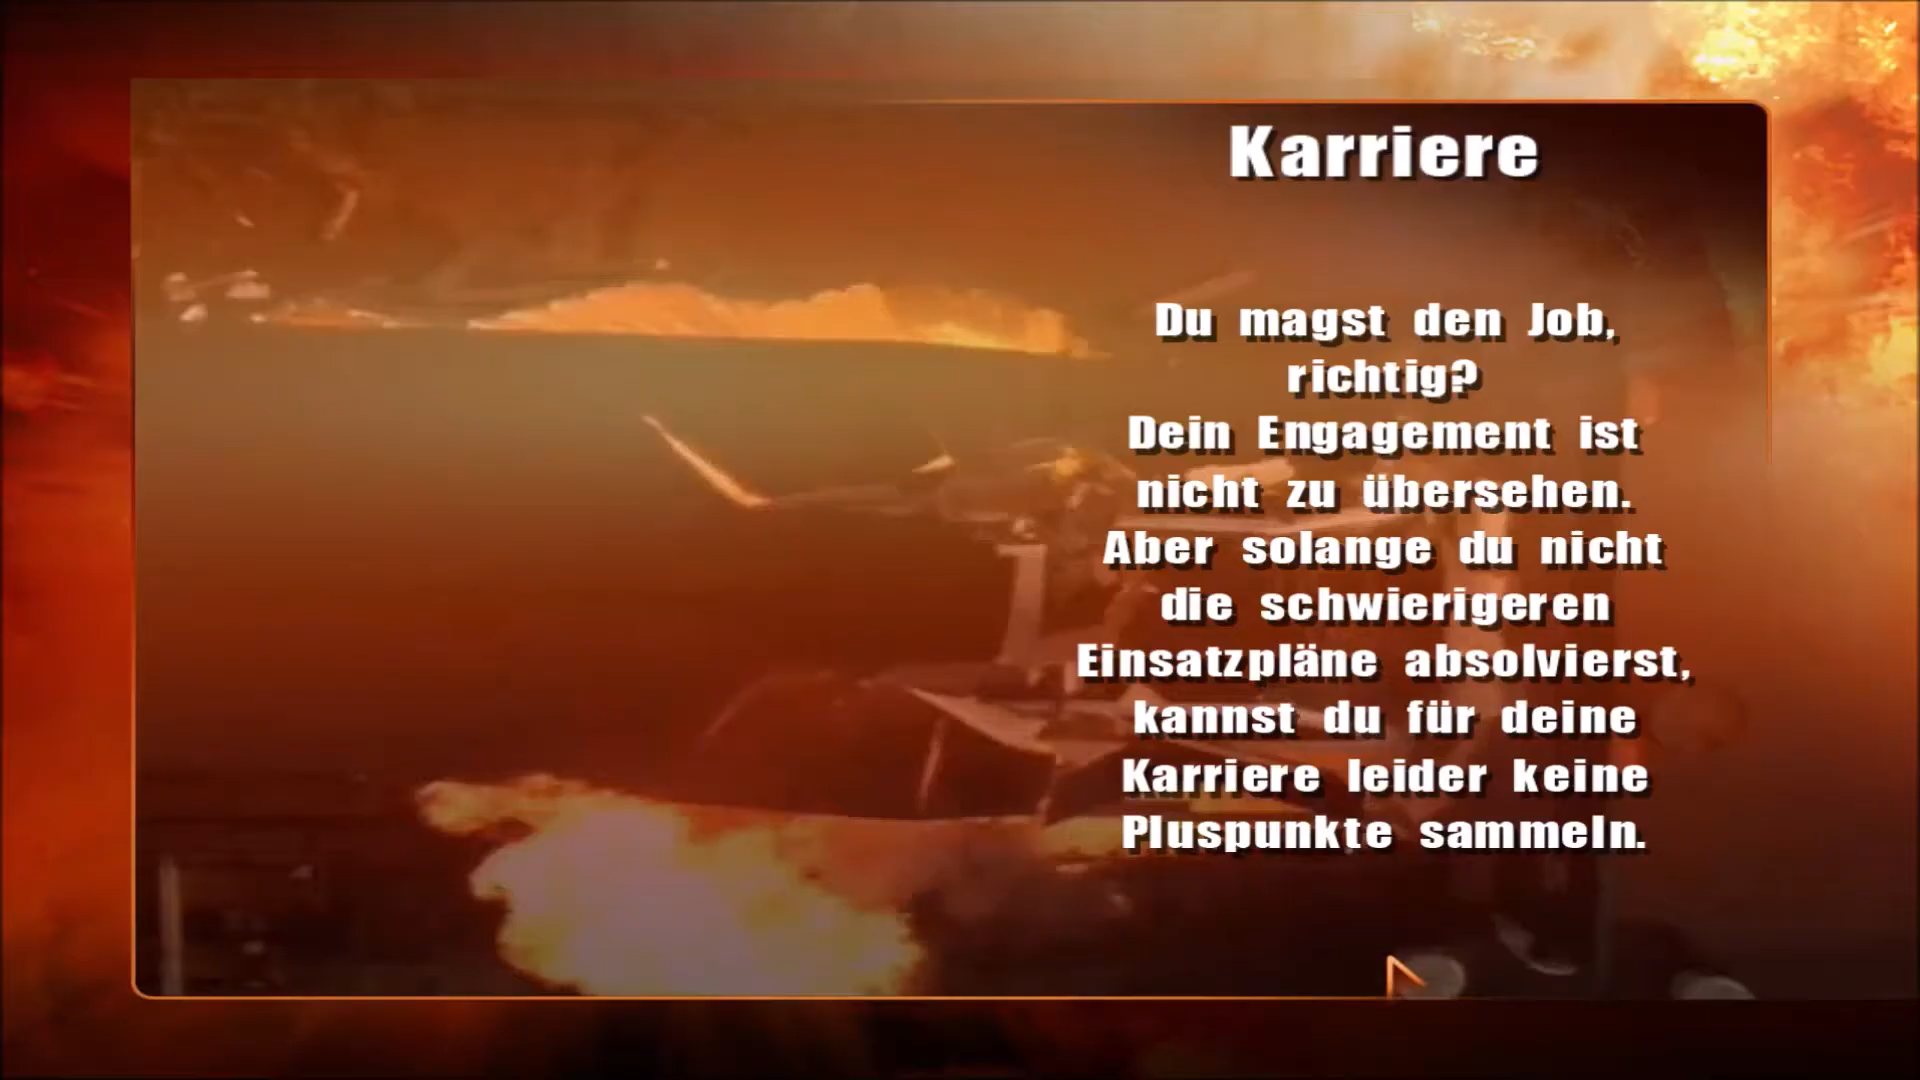 Karriere
Du magst den Job,
richtig?
Dein Engagement ist
nicht zu übersehen.
Aber solange du nicht
die schwierigeren
Einsatzpläne absolvierst,
kannst du für deine
Karriere leider keine
Pluspunkte sammeln.